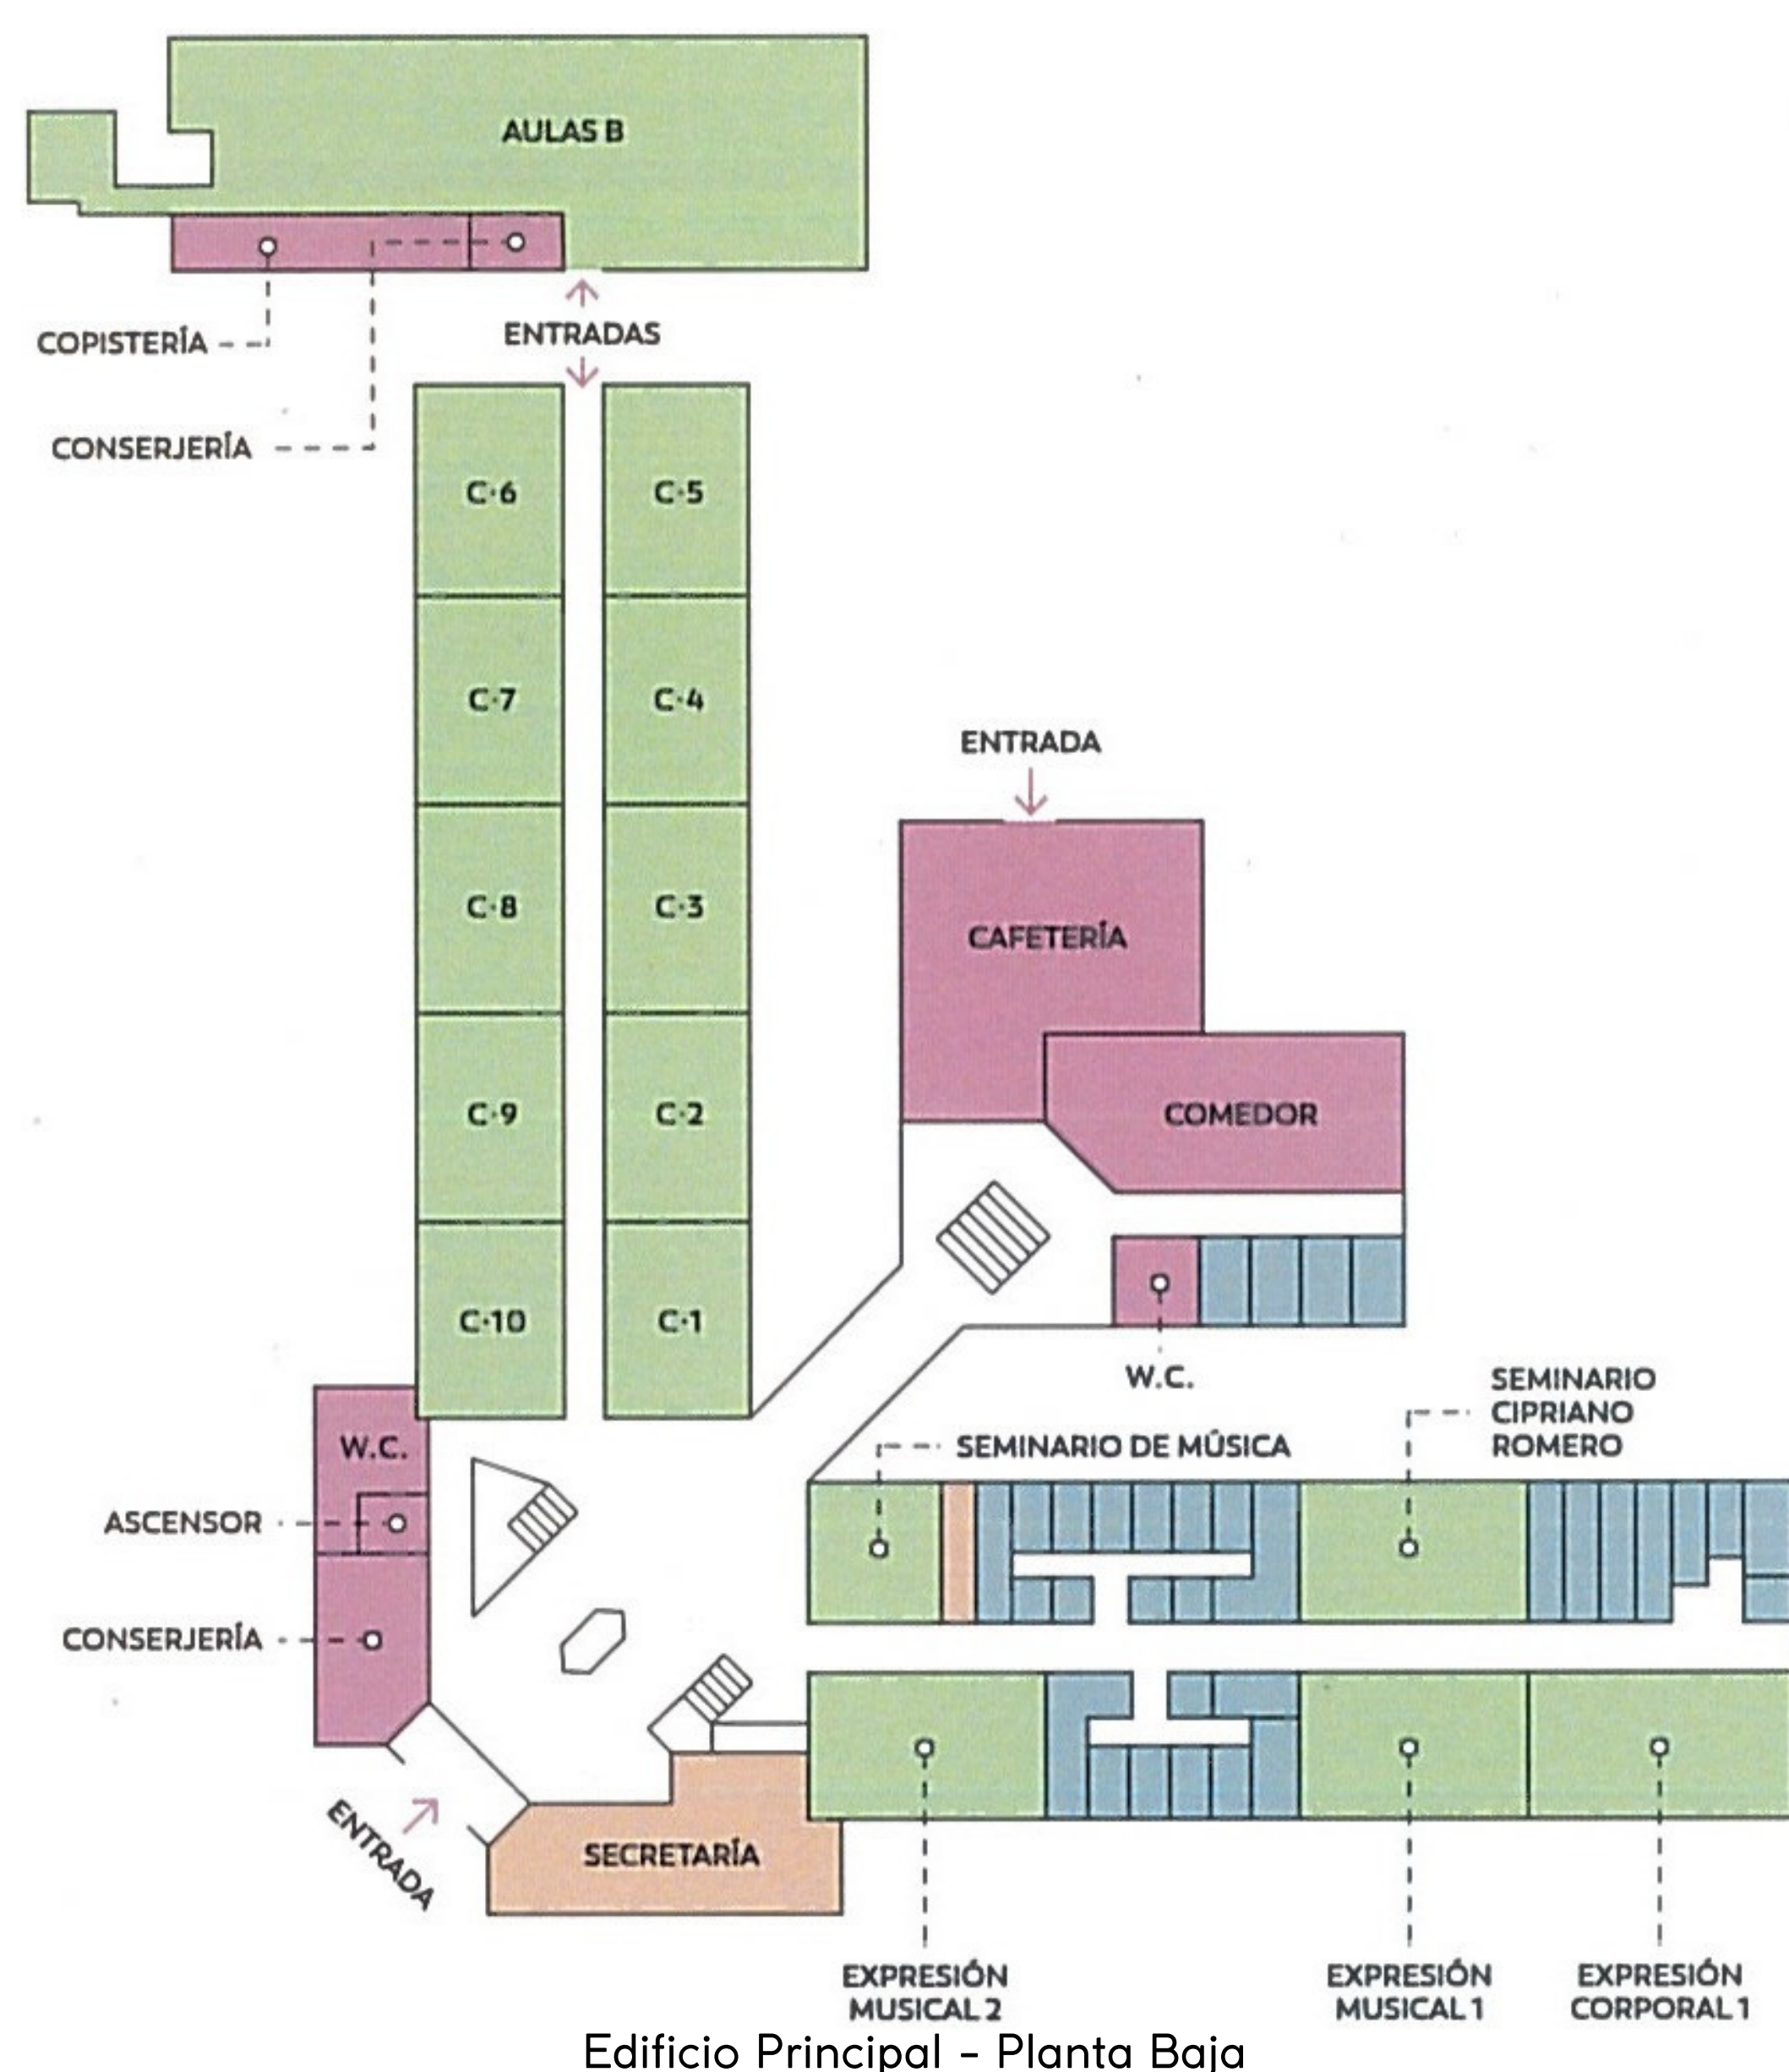 AULAS B
COPISTERÍA
ENTRADAS
CONSERJERÍA
C·6
C·5
C·7
C·4
ENTRADA
C·8
C·3
CAFETERÍA
C·9
C·2
COMEDOR
C·10
C·1
W.C.
SEMINARIO
CIPRIANO
ROMERO
W.C.
SEMINARIO DE MÚSICA
ASCENSOR
CONSERJERÍA
ENTRADA
SECRETARÍA
EXPRESIÓN
MUSICAL 2
EXPRESIÓN
MUSICAL 1
EXPRESIÓN
CORPORAL 1
Edificio Principal - Planta Baja